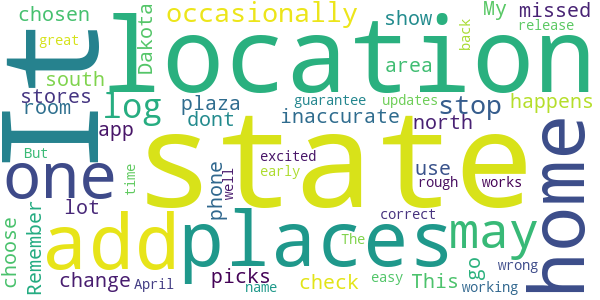 chosen
occasionally
show
My
missed
great
Dakota
back
release
It
location
south
area
stores
room
log
plaza
dont
guarantee
updates
stop
happens
app
inaccurate
north
one
state
home
excited
early
use
rough
works
time
phone
well
lot
Remember
choose
add
places
may
correct
The
go
wrong
change
April
picks
name
check
easy
This
working
But